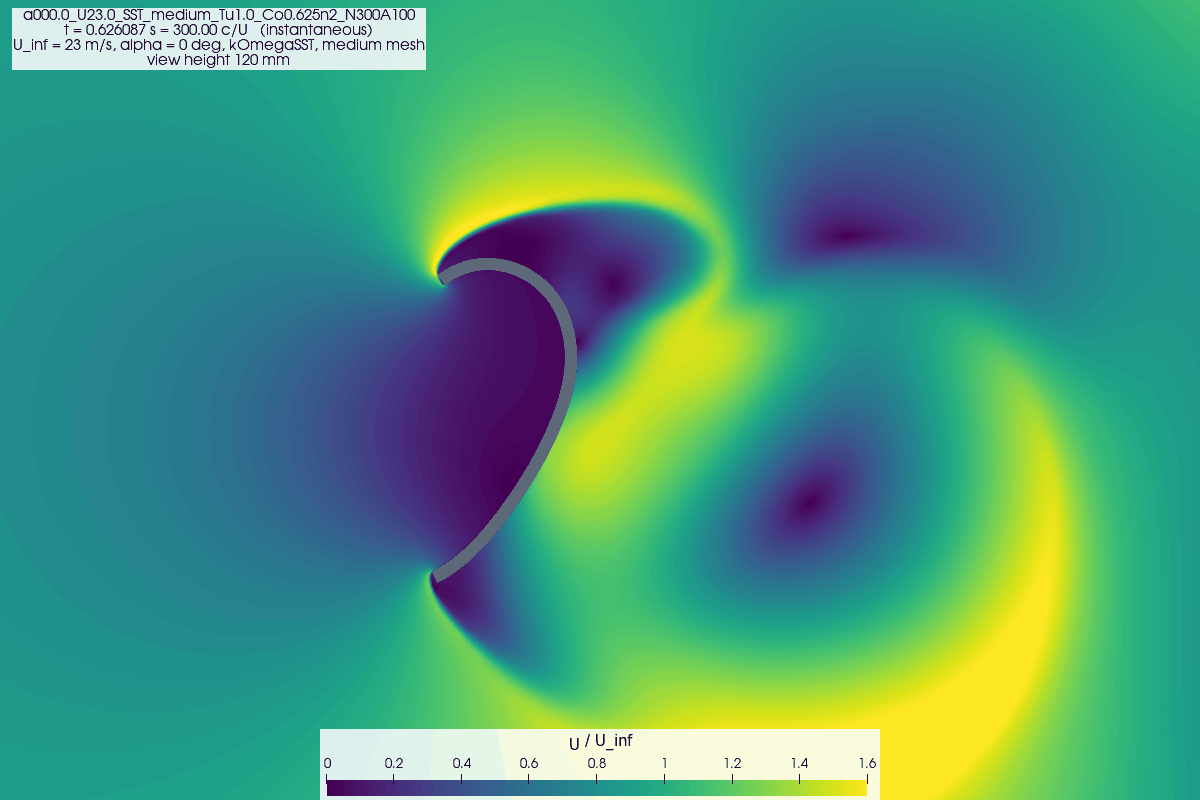 a000.0_U23.0_SST_medium_Tu1.0_Co0.625n2_N300A100
t = 0.626087 s = 300.00 c/U (instantaneous)
U_inf = 23 m/s, alpha = 0 deg, kOmegaSST, medium mesh
view height 120 mm
U / U_inf
0 0.2 0.4 0.6 0.8 1 1.2 1.4 1.6